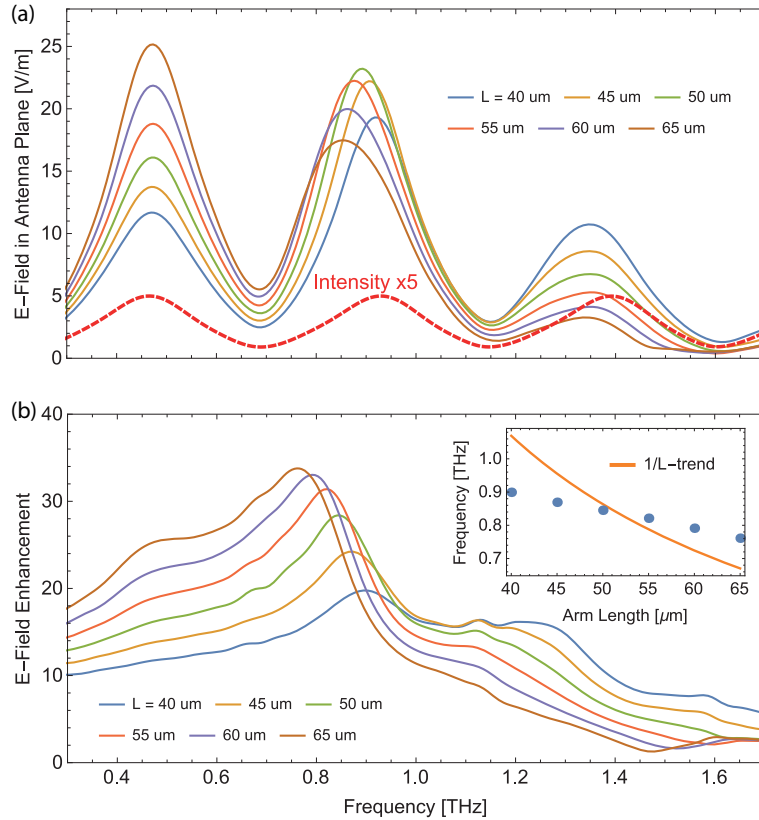 (a)
E-Field in Antenna Plane [V/m]
25
20
15
10
5
0
L = 40 um 45 um 50 um
55 um 60 um 65 um
Intensity x5
(b)
E-Field Enhancement
40
30
20
10
0
L = 40 um 45 um 50 um
55 um 60 um 65 um
Frequency [THz]
1.0
0.9
0.8
0.7
1/L-trend
40 45 50 55 60 65
Arm Length [μm]
0.4 0.6 0.8 1.0 1.2 1.4 1.6
Frequency [THz]